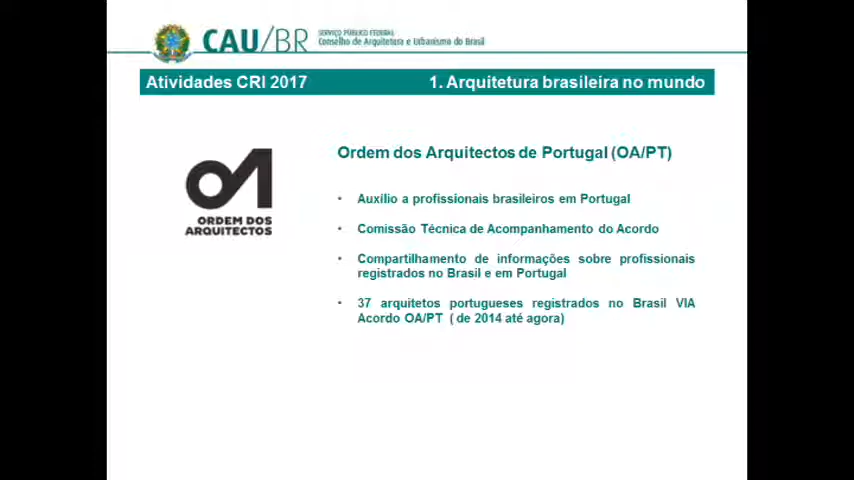 CAU/BR
SERVIÇO PÚBLICO FEDERAL
Conselho de Arquitetura e Urbanismo do Brasil
Atividades CRI 2017
1. Arquitetura brasileira no mundo
OA
ORDEM DOS
ARQUITECTOS
Ordem dos Arquitectos de Portugal (OA/PT)
• Auxílio a profissionais brasileiros em Portugal
• Comissão Técnica de Acompanhamento do Acordo
• Compartilhamento de informações sobre profissionais
registrados no Brasil e em Portugal
• 37 arquitetos portugueses registrados no Brasil VIA
Acordo OA/PT ( de 2014 até agora)